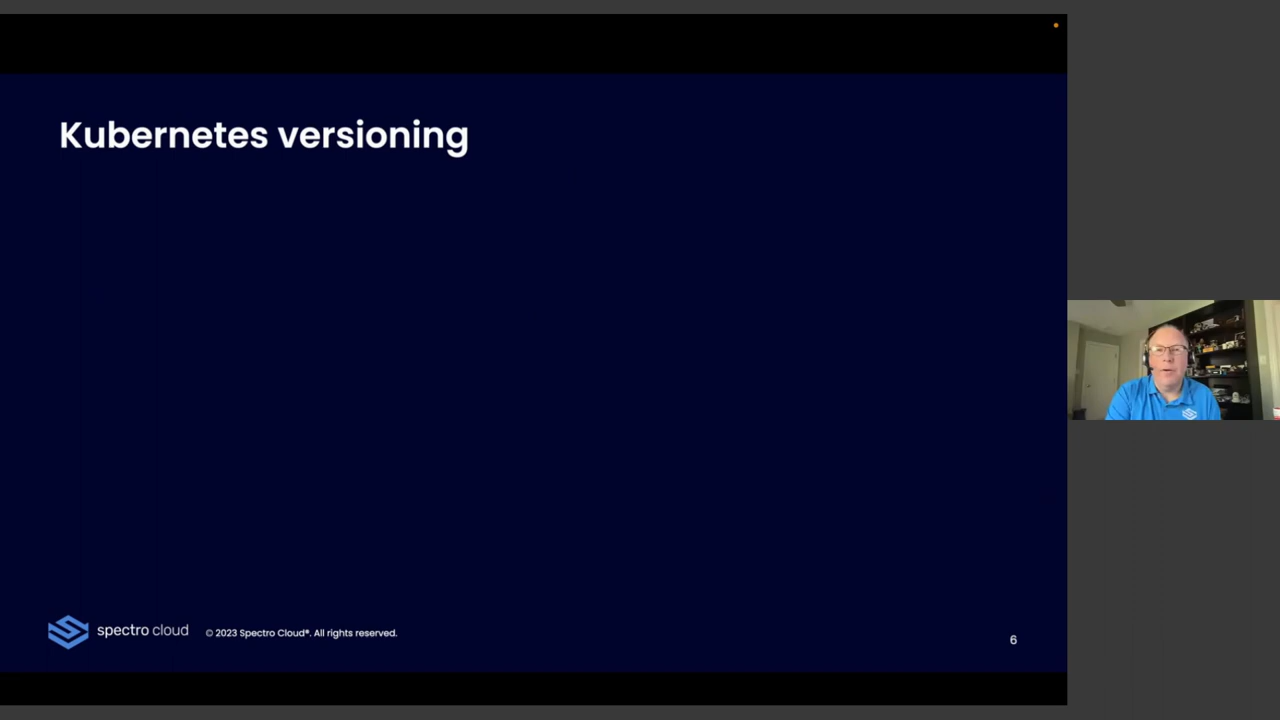 Kubernetes versioning
spectro cloud
© 2023 Spectro Cloud®. All rights reserved.
6